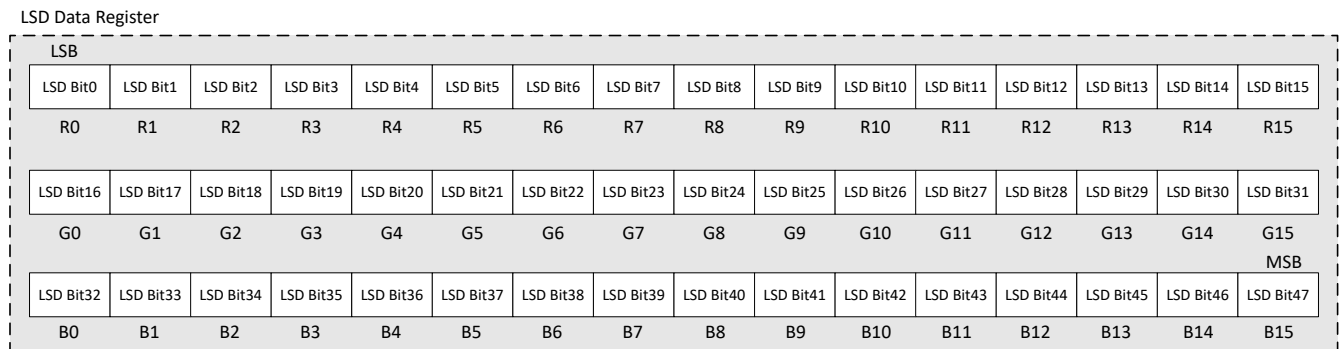 LSD Data Register
LSB
LSD Bit0 LSD Bit1 LSD Bit2 LSD Bit3 LSD Bit4 LSD Bit5 LSD Bit6 LSD Bit7 LSD Bit8 LSD Bit9 LSD Bit10 LSD Bit11 LSD Bit12 LSD Bit13 LSD Bit14 LSD Bit15
R0 R1 R2 R3 R4 R5 R6 R7 R8 R9 R10 R11 R12 R13 R14 R15
LSD Bit16 LSD Bit17 LSD Bit18 LSD Bit19 LSD Bit20 LSD Bit21 LSD Bit22 LSD Bit23 LSD Bit24 LSD Bit25 LSD Bit26 LSD Bit27 LSD Bit28 LSD Bit29 LSD Bit30 LSD Bit31
G0 G1 G2 G3 G4 G5 G6 G7 G8 G9 G10 G11 G12 G13 G14 G15
MSB
LSD Bit32 LSD Bit33 LSD Bit34 LSD Bit35 LSD Bit36 LSD Bit37 LSD Bit38 LSD Bit39 LSD Bit40 LSD Bit41 LSD Bit42 LSD Bit43 LSD Bit44 LSD Bit45 LSD Bit46 LSD Bit47
B0 B1 B2 B3 B4 B5 B6 B7 B8 B9 B10 B11 B12 B13 B14 B15